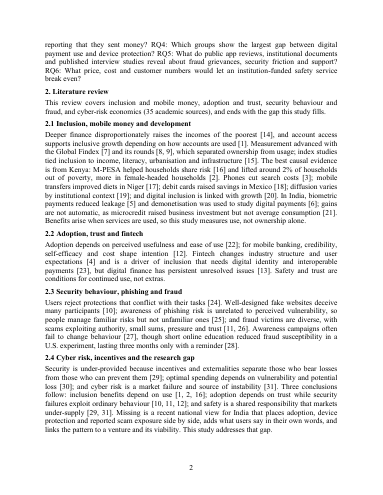 reporting that they sent money? RQ4: Which groups show the largest gap between digital
payment use and device protection? RQ5: What do public app reviews, institutional documents
and published interview studies reveal about fraud grievances, security friction and support?
RQ6: What price, cost and customer numbers would let an institution-funded safety service
break even?
2. Literature review
This review covers inclusion and mobile money, adoption and trust, security behaviour and
fraud, and cyber-risk economics (35 academic sources), and ends with the gap this study fills.
2.1 Inclusion, mobile money and development
Deeper finance disproportionately raises the incomes of the poorest [14], and account access
supports inclusive growth depending on how accounts are used [1]. Measurement advanced with
the Global Findex [7] and its rounds [8, 9], which separated ownership from usage; index studies
tied inclusion to income, literacy, urbanisation and infrastructure [15]. The best causal evidence
is from Kenya: M-PESA helped households share risk [16] and lifted around 2% of households
out of poverty, more in female-headed households [2]. Phones cut search costs [3]; mobile
transfers improved diets in Niger [17]; debit cards raised savings in Mexico [18]; diffusion varies
by institutional context [19]; and digital inclusion is linked with growth [20]. In India, biometric
payments reduced leakage [5] and demonetisation was used to study digital payments [6]; gains
are not automatic, as microcredit raised business investment but not average consumption [21].
Benefits arise when services are used, so this study measures use, not ownership alone.
2.2 Adoption, trust and fintech
Adoption depends on perceived usefulness and ease of use [22]; for mobile banking, credibility,
self-efficacy and cost shape intention [12]. Fintech changes industry structure and user
expectations [4] and is a driver of inclusion that needs digital identity and interoperable
payments [23], but digital finance has persistent unresolved issues [13]. Safety and trust are
conditions for continued use, not extras.
2.3 Security behaviour, phishing and fraud
Users reject protections that conflict with their tasks [24]. Well-designed fake websites deceive
many participants [10]; awareness of phishing risk is unrelated to perceived vulnerability, so
people manage familiar risks but not unfamiliar ones [25]; and fraud victims are diverse, with
scams exploiting authority, small sums, pressure and trust [11, 26]. Awareness campaigns often
fail to change behaviour [27], though short online education reduced fraud susceptibility in a
U.S. experiment, lasting three months only with a reminder [28].
2.4 Cyber risk, incentives and the research gap
Security is under-provided because incentives and externalities separate those who bear losses
from those who can prevent them [29]; optimal spending depends on vulnerability and potential
loss [30]; and cyber risk is a market failure and source of instability [31]. Three conclusions
follow: inclusion benefits depend on use [1, 2, 16]; adoption depends on trust while security
failures exploit ordinary behaviour [10, 11, 12]; and safety is a shared responsibility that markets
under-supply [29, 31]. Missing is a recent national view for India that places adoption, device
protection and reported scam exposure side by side, adds what users say in their own words, and
links the pattern to a venture and its viability. This study addresses that gap.
2